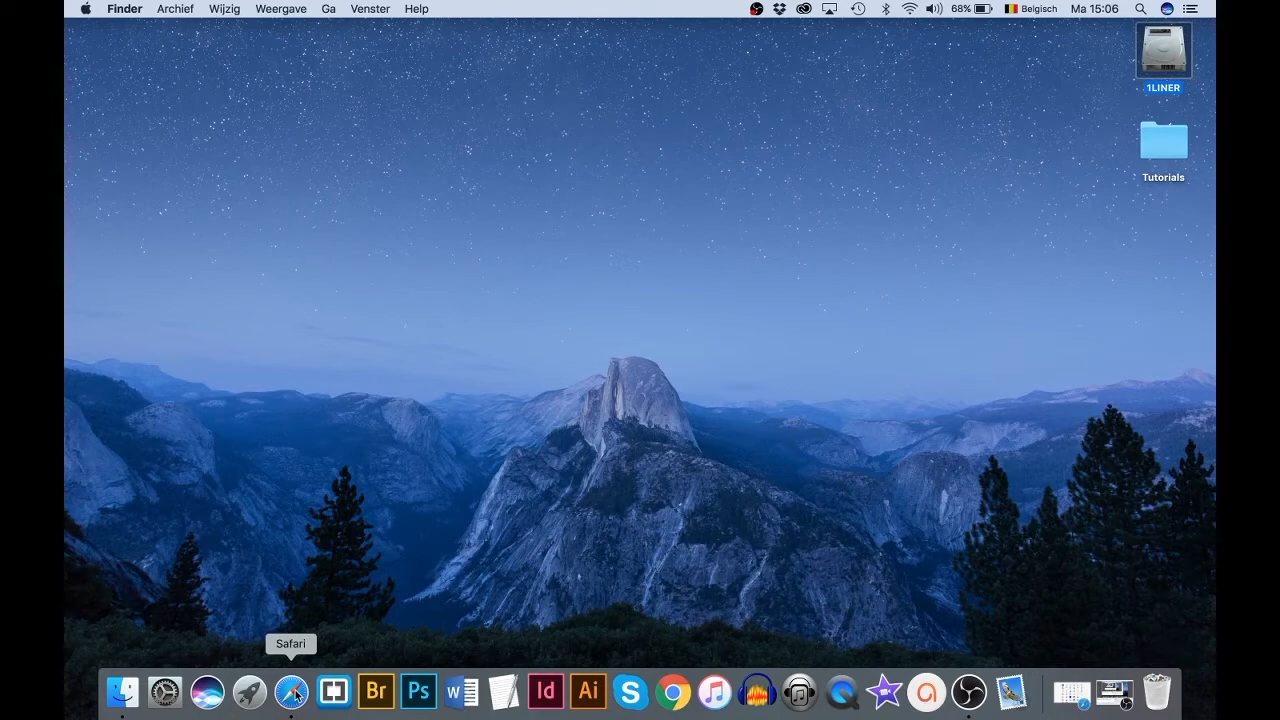 Finder Archief Wijzig Weergave Ga Venster Help 68% Belgisch Ma 15:06
1LINER
Tutorials
Safari
Br Ps W Id Ai S